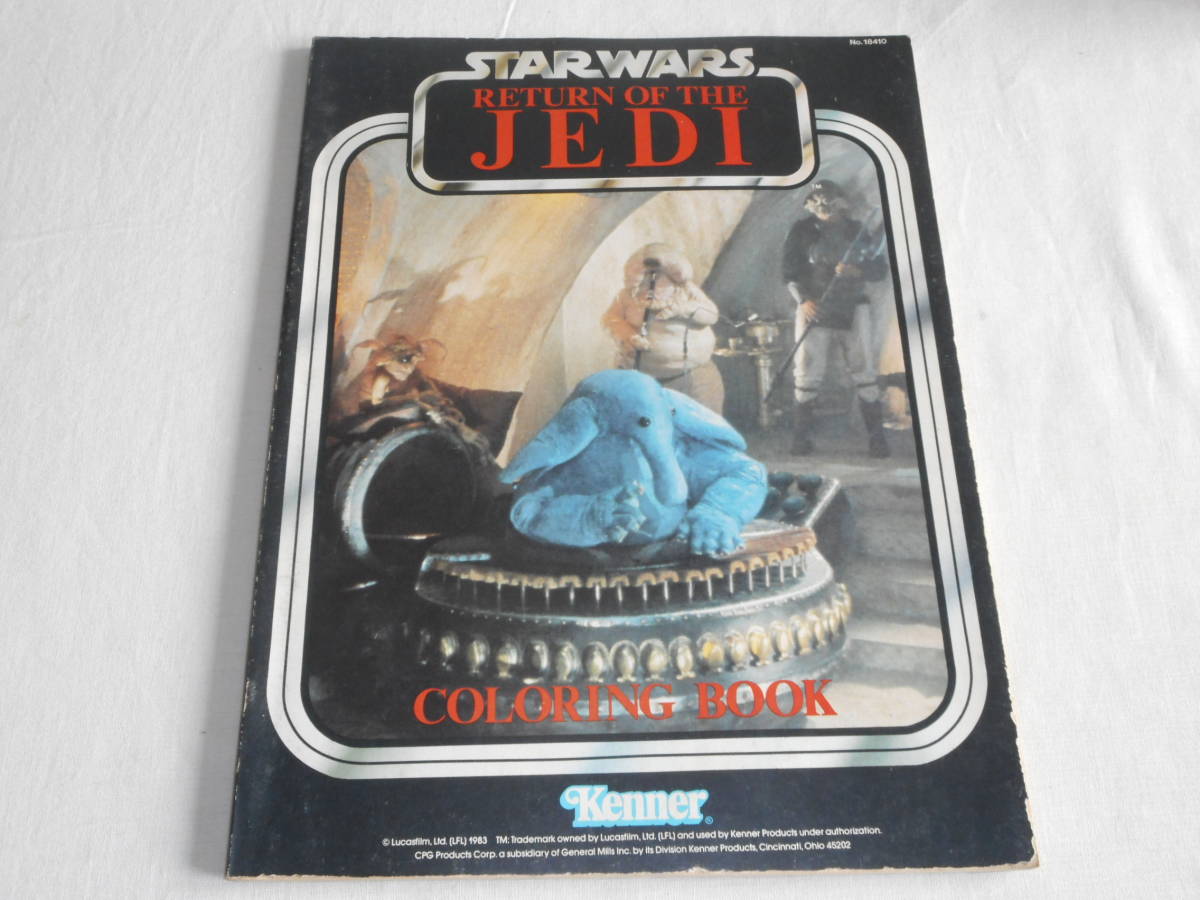 No. 18410
STAR WARS
RETURN OF THE
JEDI
TM
COLORING BOOK
Kenner®
© Lucasfilm, Ltd. (LFL) 1983 TM: Trademark owned by Lucasfilm, Ltd. (LFL) and used by Kenner Products under authorization.
CPG Products Corp. a subsidiary of General Mills Inc. by its Division Kenner Products, Cincinnati, Ohio 45202